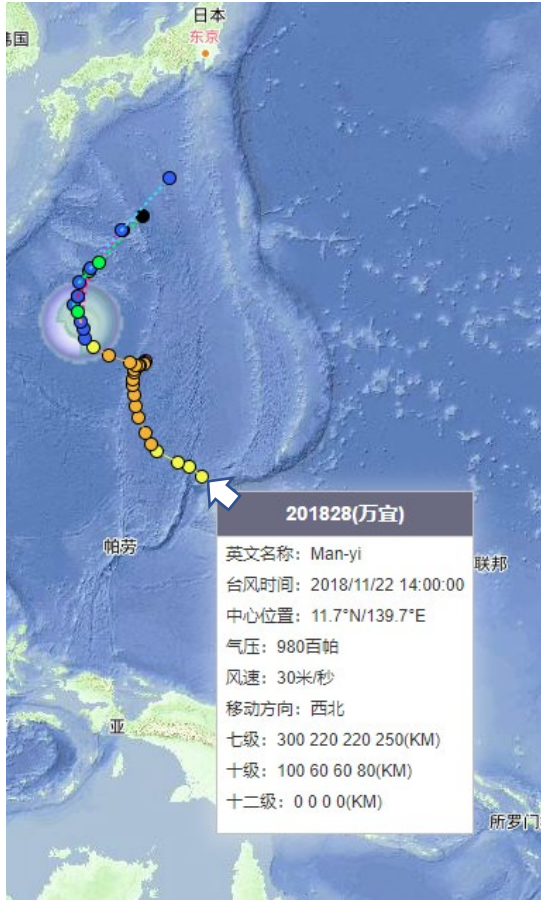 日本
韩国
东京
帕劳
联邦
亚
所罗门
201828(万宜)
英文名称：Man-yi
台风时间：2018/11/22 14:00:00
中心位置：11.7°N/139.7°E
气压：980百帕
风速：30米/秒
移动方向：西北
七级：300 220 220 250(KM)
十级：100 60 60 80(KM)
十二级：0 0 0 0(KM)